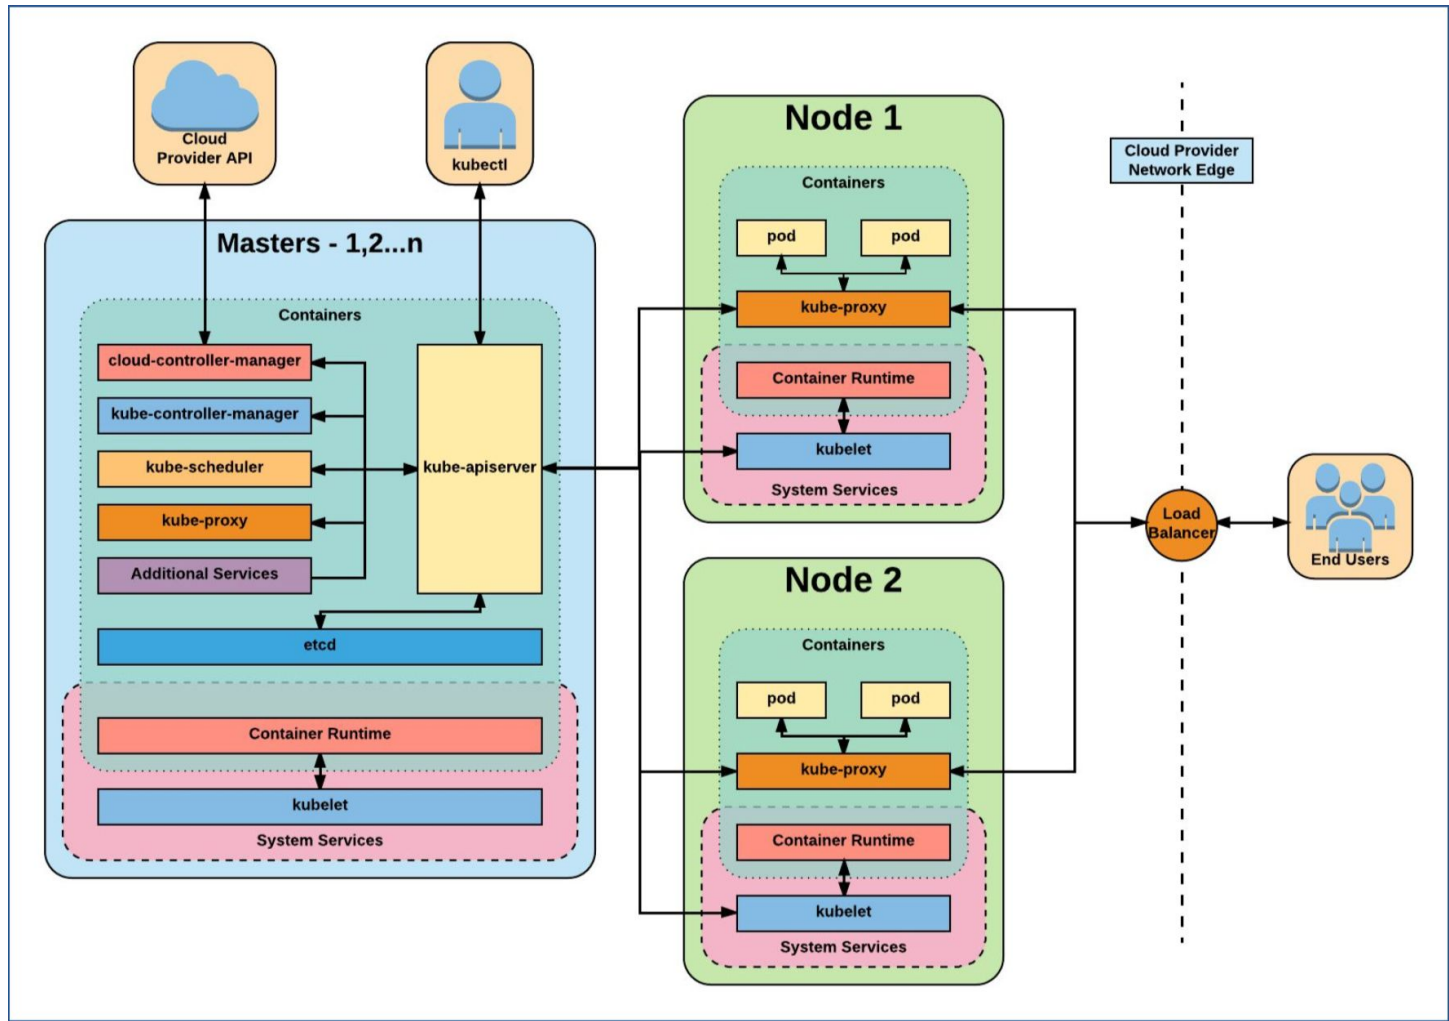 Cloud
Provider API
kubectl
Masters - 1,2...n
Containers
cloud-controller-manager
kube-controller-manager
kube-scheduler
kube-proxy
Additional Services
kube-apiserver
etcd
Container Runtime
kubelet
System Services
Node 1
Containers
pod
pod
kube-proxy
Container Runtime
kubelet
System Services
Node 2
Containers
pod
pod
kube-proxy
Container Runtime
kubelet
System Services
Cloud Provider
Network Edge
Load
Balancer
End Users